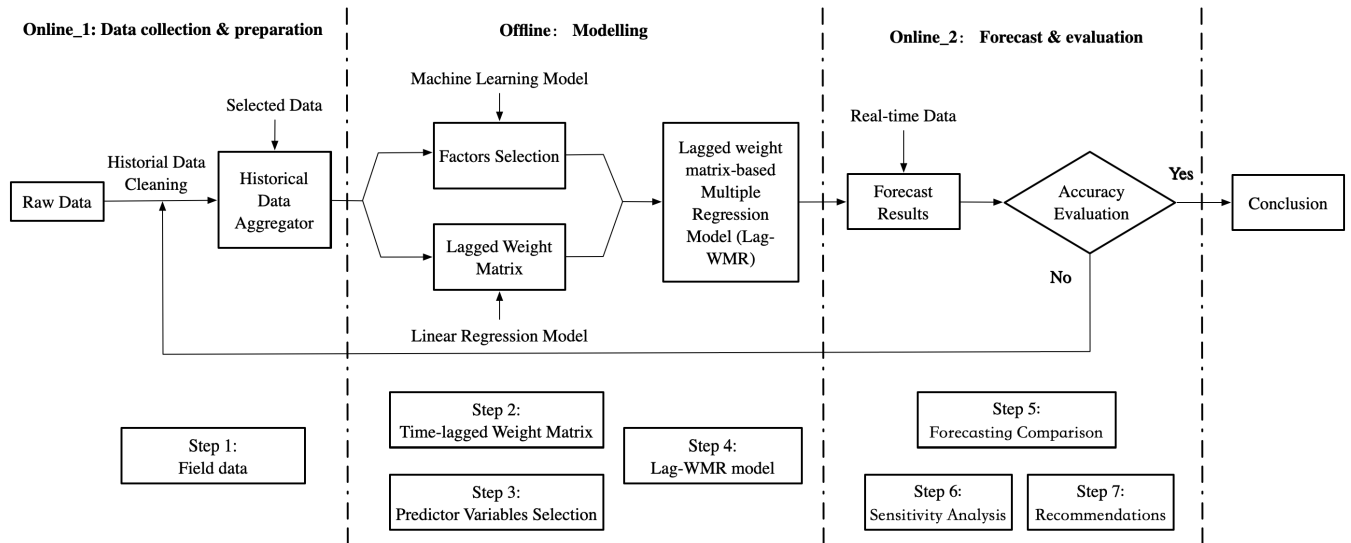 Online_1: Data collection & preparation
Offline： Modelling
Online_2： Forecast & evaluation
Machine Learning Model
Selected Data
Real-time Data
Historial Data
Cleaning
Raw Data
Historical
Data
Aggregator
Factors Selection
Lagged Weight
Matrix
Linear Regression Model
Lagged weight
matrix-based
Multiple
Regression
Model (Lag-
WMR)
Forecast
Results
Accuracy
Evaluation
Yes
No
Conclusion
Step 1:
Field data
Step 2:
Time-lagged Weight Matrix
Step 3:
Predictor Variables Selection
Step 4:
Lag-WMR model
Step 5:
Forecasting Comparison
Step 6:
Sensitivity Analysis
Step 7:
Recommendations